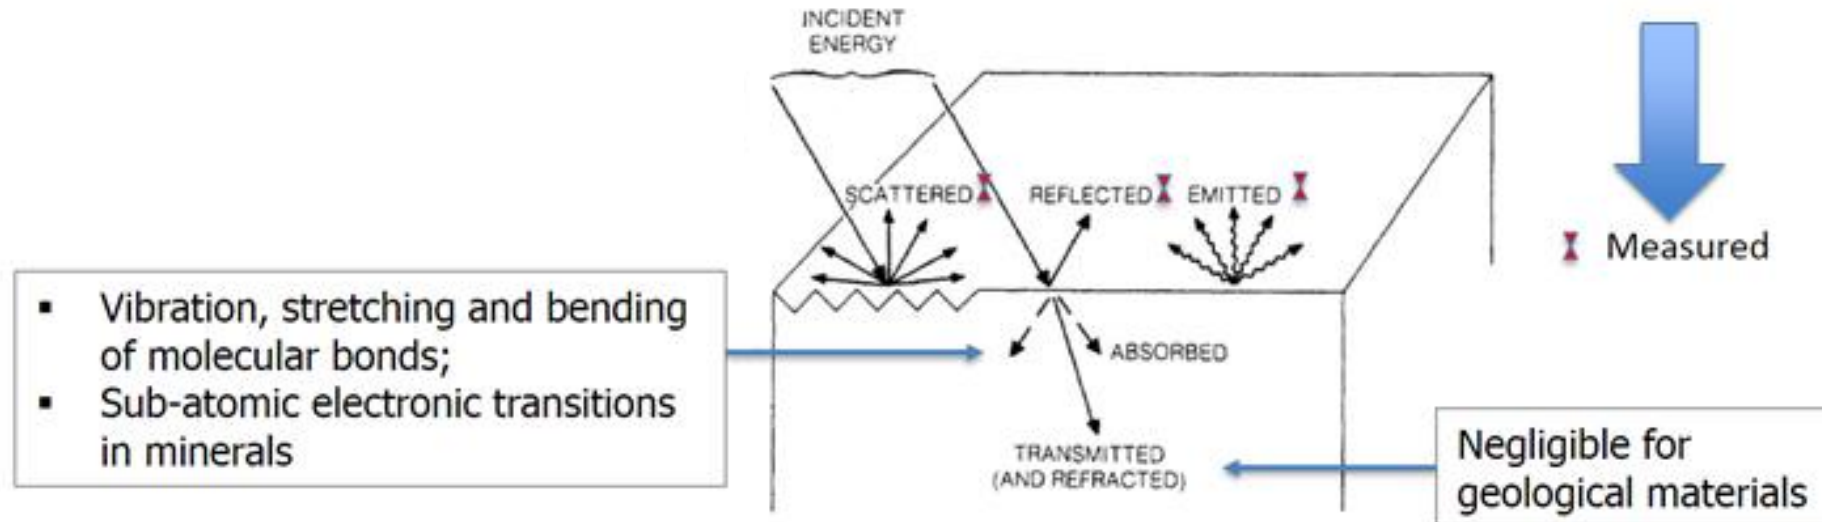 INCIDENT
ENERGY
SCATTERED
REFLECTED
EMITTED
Measured
▪ Vibration, stretching and bending
of molecular bonds;
▪ Sub-atomic electronic transitions
in minerals
ABSORBED
TRANSMITTED
(AND REFRACTED)
Negligible for
geological materials